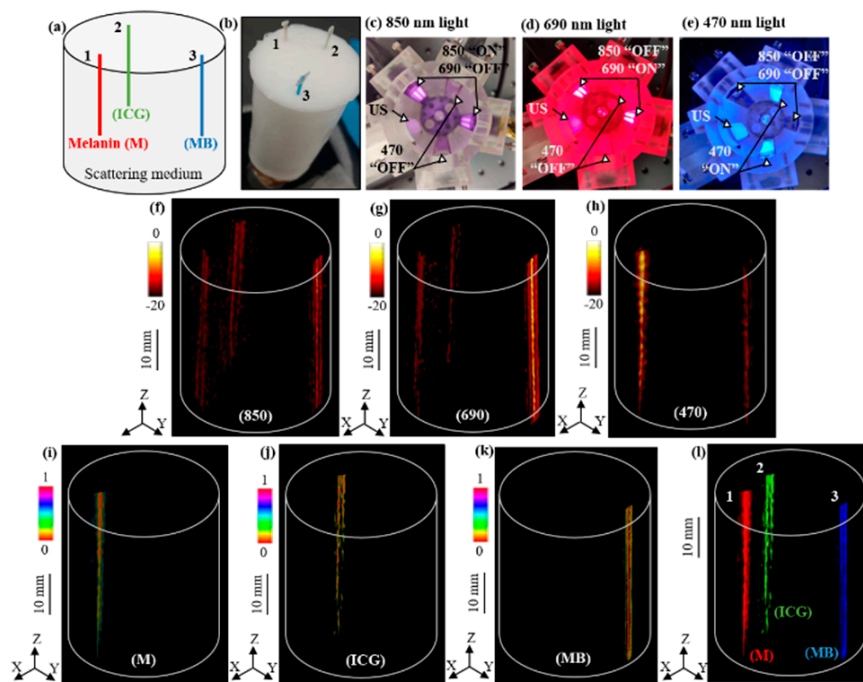 (a)
2
1
3
(ICG)
Melanin (M)
(MB)
Scattering medium
(b)
1
2
3
(c) 850 nm light
850 “ON”
690 “OFF”
US
470
“OFF”
(d) 690 nm light
850 “OFF”
690 “ON”
US
470
“OFF”
(e) 470 nm light
850 “OFF”
690 “OFF”
US
470
“ON”
(f)
0
-20
10 mm
Z
X
Y
(850)
(g)
0
-20
10 mm
Z
X
Y
(690)
(h)
0
-20
10 mm
Z
X
Y
(470)
(i)
1
0
10 mm
Z
X
Y
(M)
(j)
1
0
10 mm
Z
X
Y
(ICG)
(k)
1
0
10 mm
Z
X
Y
(MB)
(l)
2
1
3
10 mm
(ICG)
Z
X
Y
(M)
(MB)